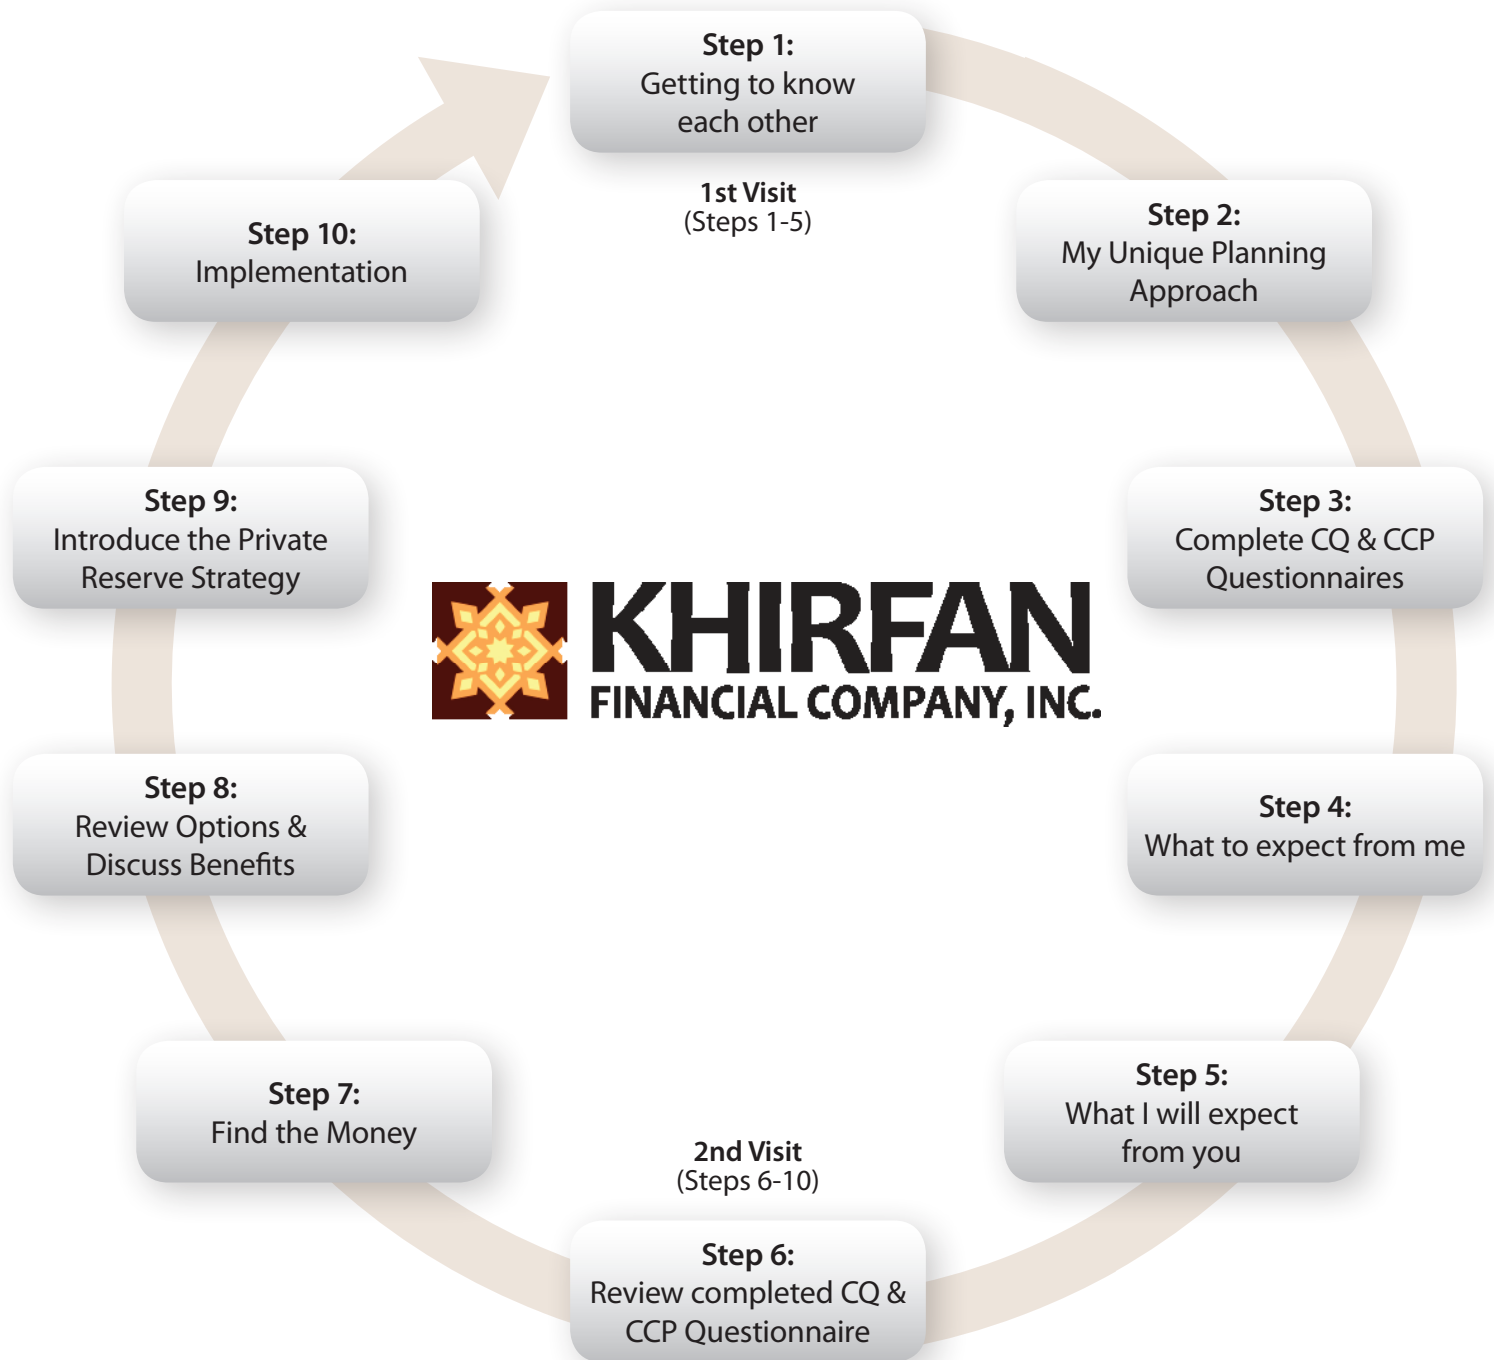 Step 1:
Getting to know
each other
1st Visit
(Steps 1-5)
Step 2:
My Unique Planning
Approach
Step 3:
Complete CQ & CCP
Questionnaires
Step 4:
What to expect from me
Step 5:
What I will expect
from you
2nd Visit
(Steps 6-10)
Step 6:
Review completed CQ &
CCP Questionnaire
Step 7:
Find the Money
Step 8:
Review Options &
Discuss Benefits
Step 9:
Introduce the Private
Reserve Strategy
Step 10:
Implementation
KHIRFAN
FINANCIAL COMPANY, INC.